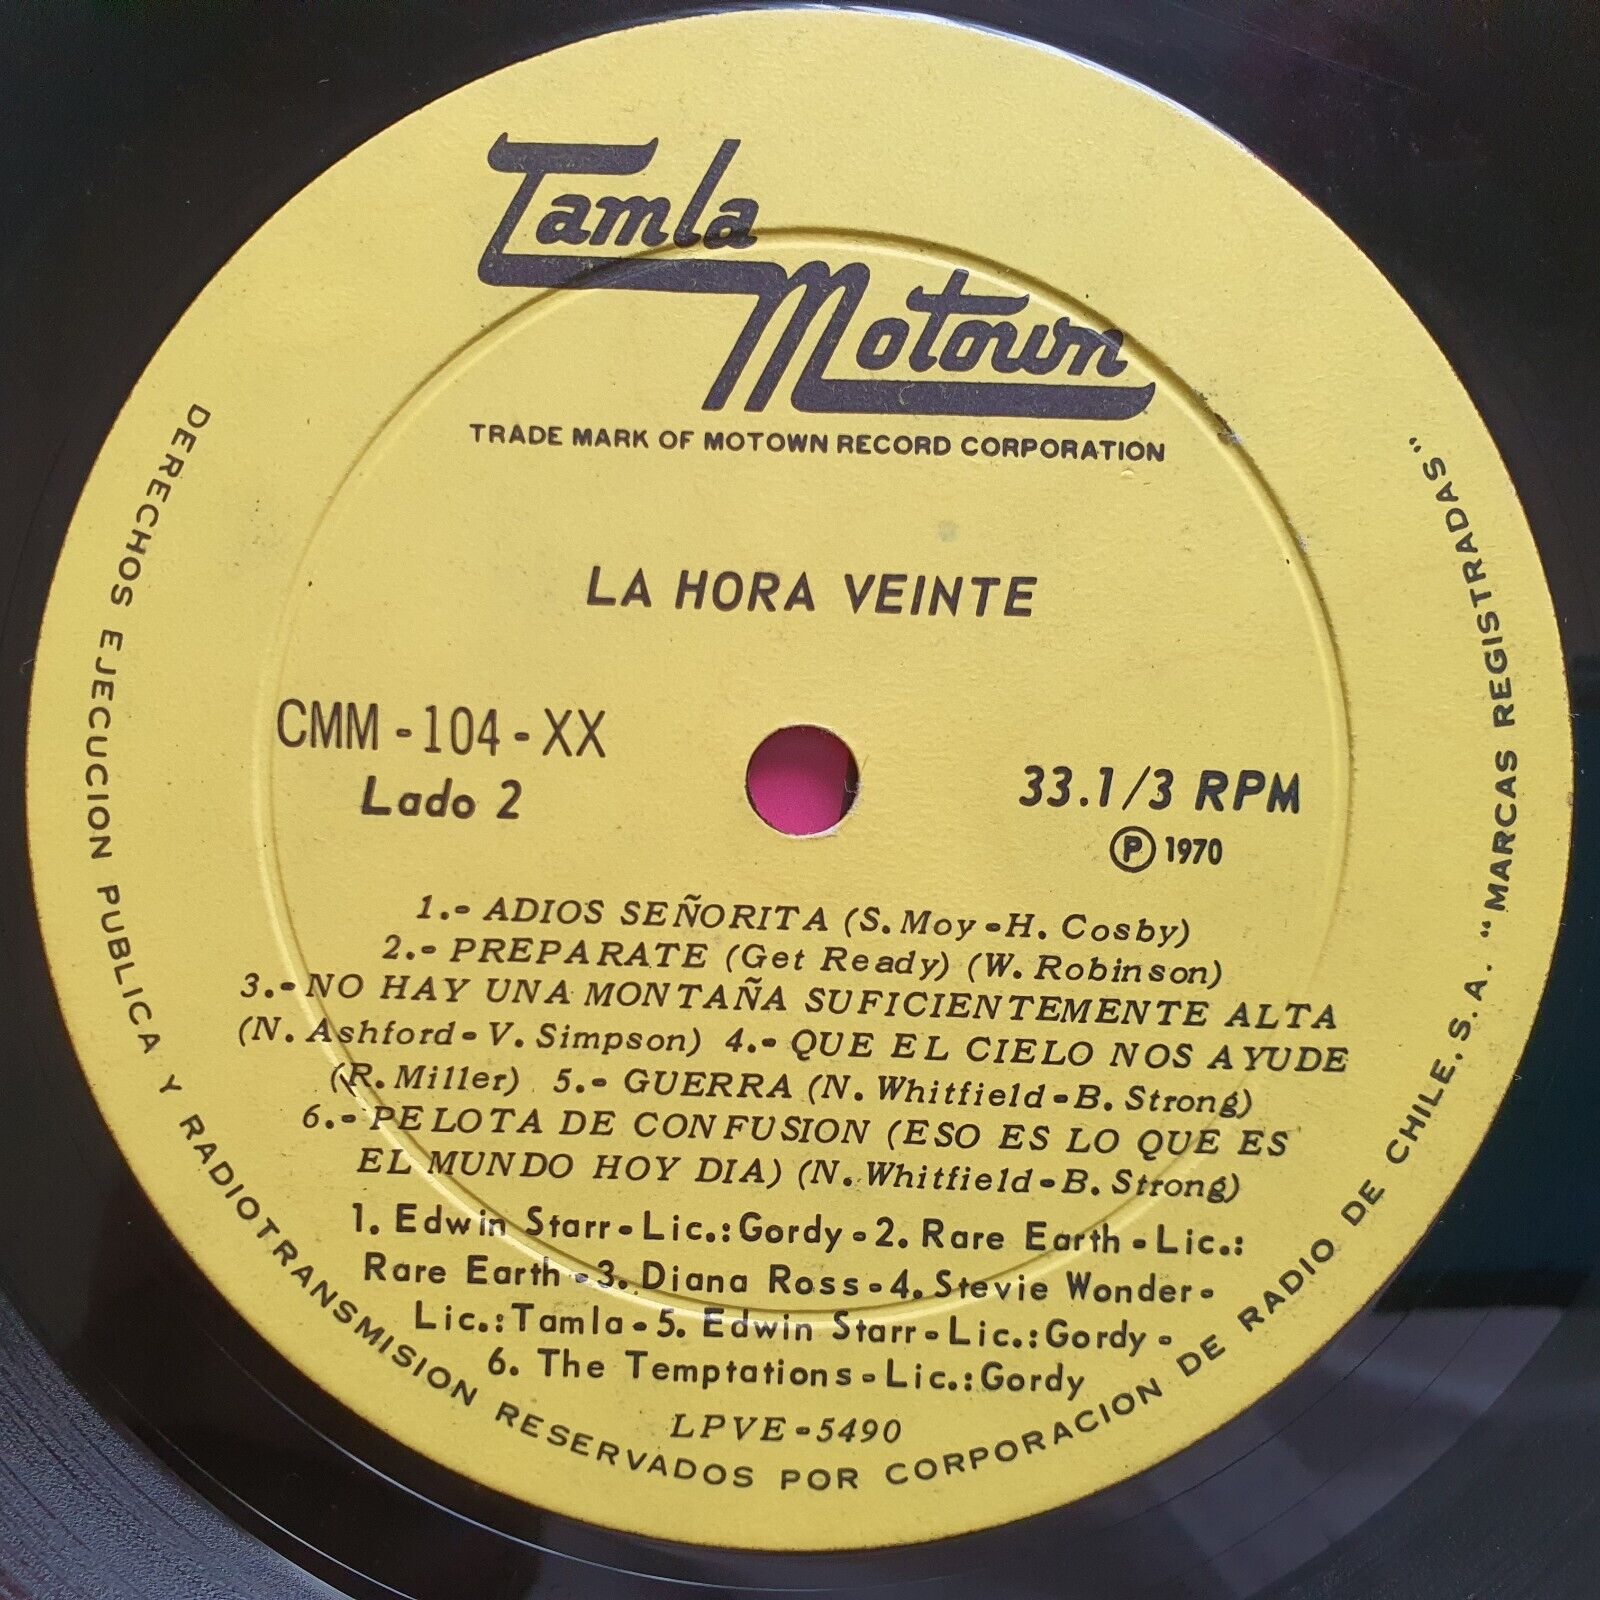 Tamla
Motown
TRADE MARK OF MOTOWN RECORD CORPORATION
LA HORA VEINTE
CMM - 104 - XX
Lado 2
33.1/3 RPM
Ⓟ 1970
1.- ADIOS SEÑORITA (S. Moy-H. Cosby)
2.- PREPARATE (Get Ready) (W. Robinson)
3.- NO HAY UNA MONTAÑA SUFICIENTEMENTE ALTA
(N. Ashford- V. Simpson) 4.- QUE EL CIELO NOS AYUDE
(R. Miller) 5.- GUERRA (N. Whitfield-B. Strong)
6.- PELOTA DE CONFUSION (ESO ES LO QUE ES
EL MUNDO HOY DIA) (N. Whitfield-B. Strong)
1. Edwin Starr-Lic.:Gordy-2. Rare Earth-Lic.:
Rare Earth-3. Diana Ross-4. Stevie Wonder-
Lic.:Tamla-5. Edwin Starr-Lic.:Gordy-
6. The Temptations-Lic.:Gordy
LPVE-5490
DERECHOS EJECUCION PUBLICA Y RADIOTRANSMISION RESERVADOS POR CORPORACION DE RADIO DE CHILE. S. A. "MARCAS REGISTRADAS"